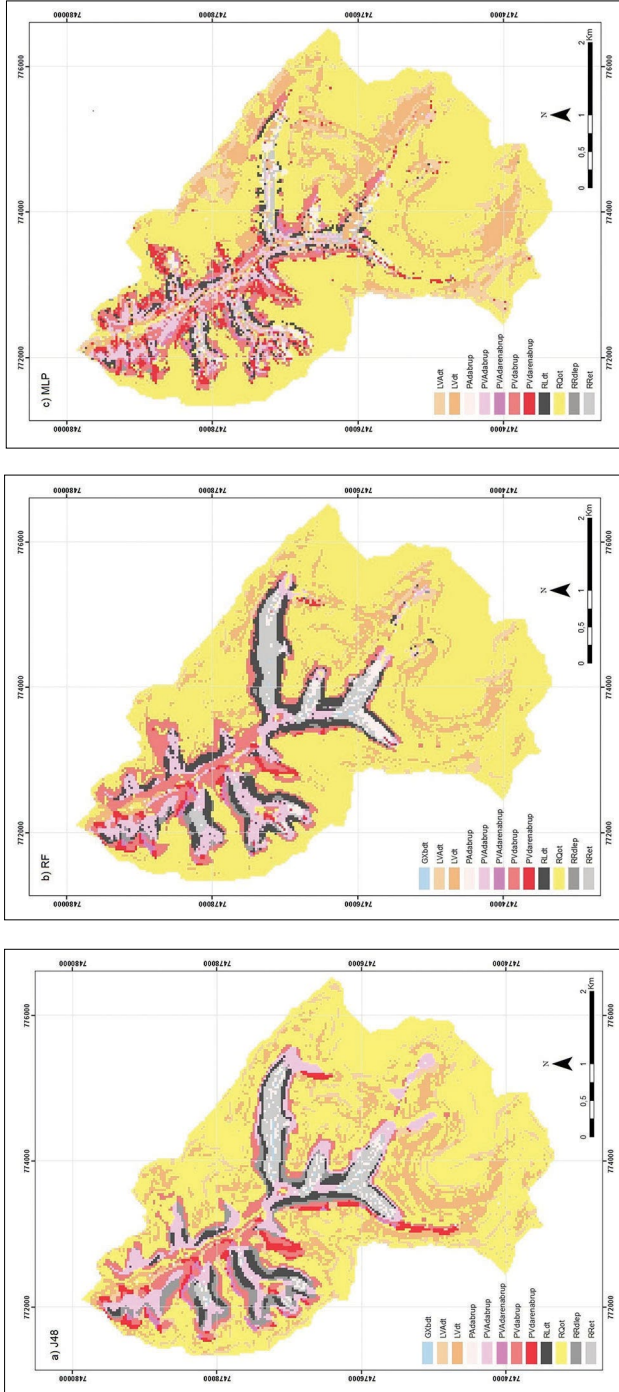 a) J48
772000
774000
776000
7480000
7478000
7476000
7474000
GXbdt
LVAdt
LVdt
PAdabrup
PVAdabrup
PVAdarenabrup
PVdabrup
PVdarenabrup
RLdt
RQot
RRdlep
RRet
N
0 0.5 1 2
Km
b) RF
772000
774000
776000
7480000
7478000
7476000
7474000
GXbdt
LVAdt
LVdt
PAdabrup
PVAdabrup
PVAdarenabrup
PVdabrup
PVdarenabrup
RLdt
RQot
RRdlep
RRet
N
0 0.5 1 2
Km
c) MLP
772000
774000
776000
7480000
7478000
7476000
7474000
LVAdt
LVdt
PAdabrup
PVAdabrup
PVAdarenabrup
PVdabrup
PVdarenabrup
RLdt
RQot
RRdlep
RRet
N
0 0.5 1 2
Km